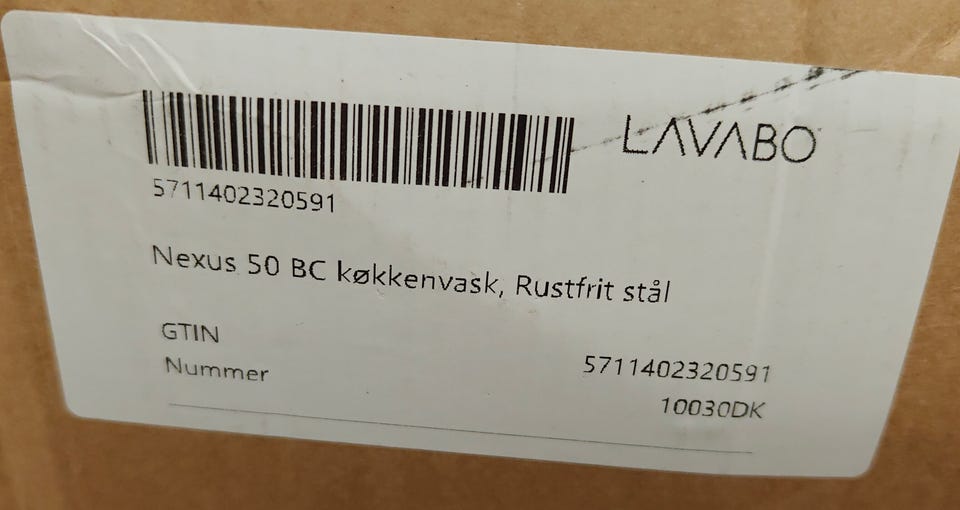 LAVABO
5711402320591
Nexus 50 BC køkkenvask, Rustfrit stål
GTIN 5711402320591
Nummer 10030DK